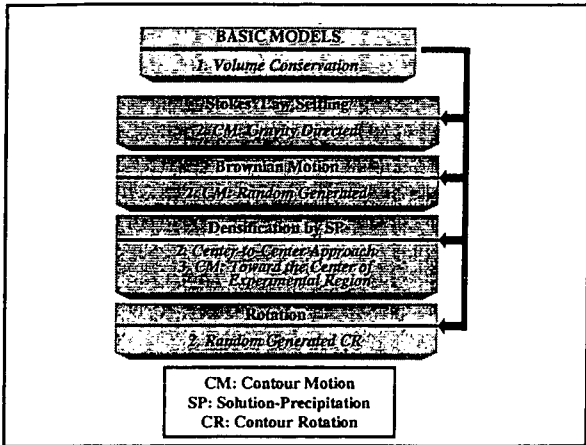 BASIC MODELS
1. Volume Conservation
Stokes' Law Settling
2. CM: Gravity Directed
Brownian Motion
2. CM: Random Generated
Densification by SP
2. Center-to-Center Approach
3. CM: Toward the Center of
Experimental Region
Rotation
2. Random Generated CR
CM: Contour Motion
SP: Solution-Precipitation
CR: Contour Rotation